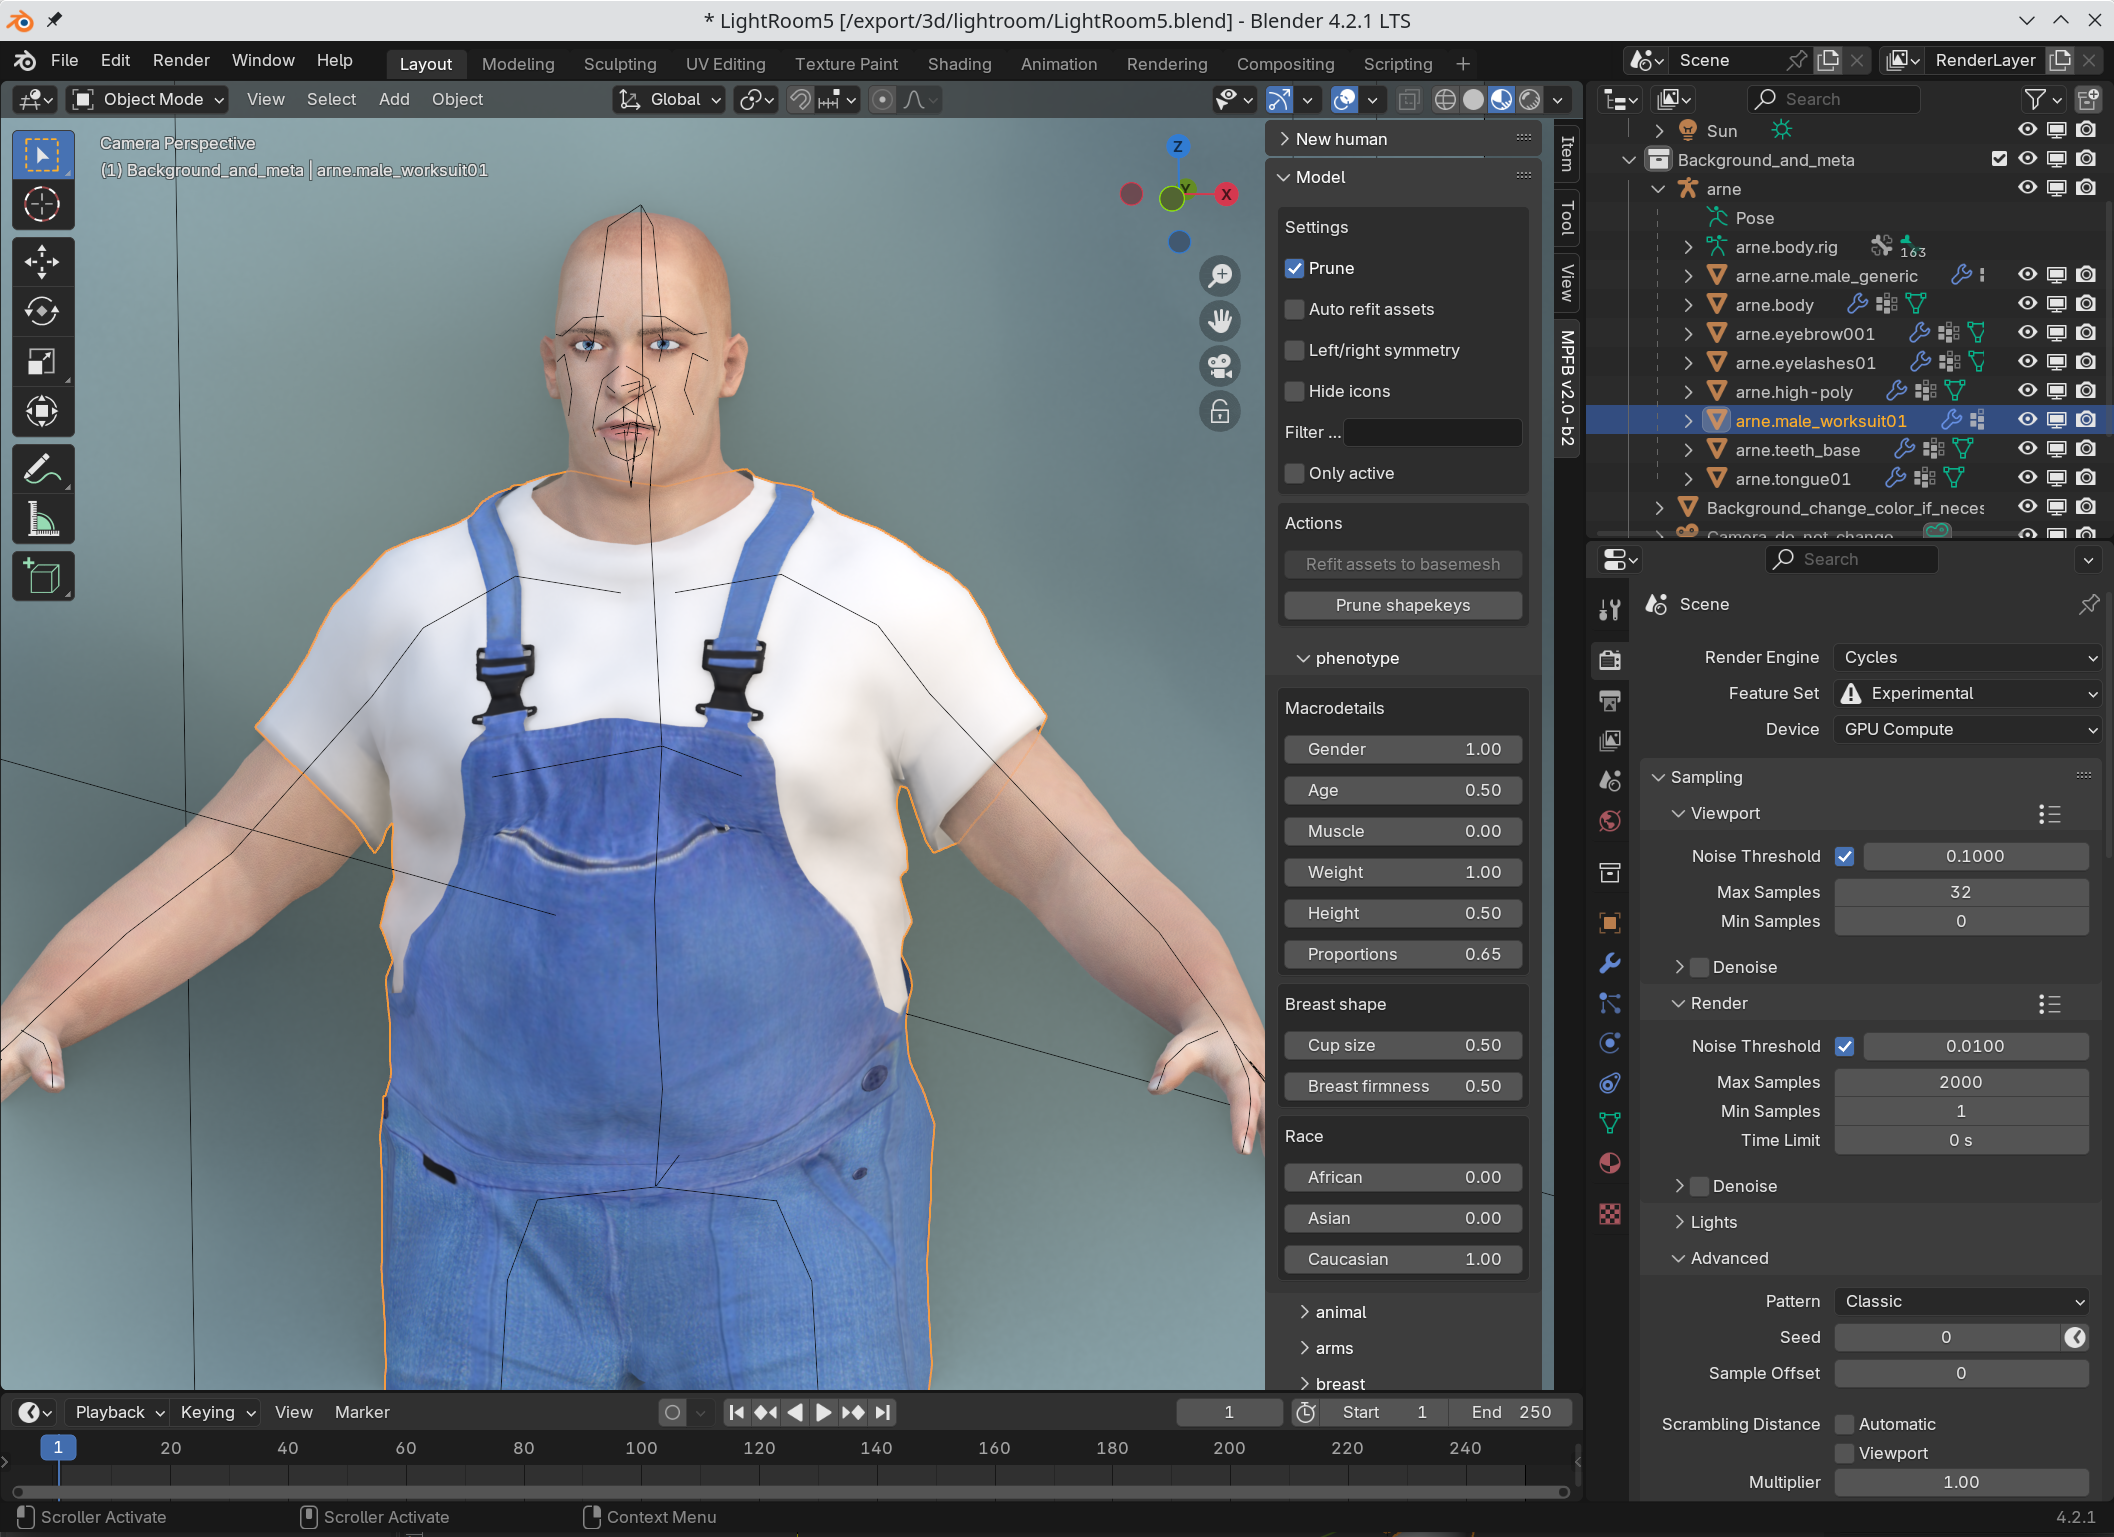 * LightRoom5 [/export/3d/lightroom/LightRoom5.blend] - Blender 4.2.1 LTS
File Edit Render Window Help Layout Modeling Sculpting UV Editing Texture Paint Shading Animation Rendering Compositing Scripting + Scene RenderLayer
Object Mode View Select Add Object Global
Search
Camera Perspective
(1) Background_and_meta | arne.male_worksuit01
Z
Y
X
New human
Model
Settings
Prune
Auto refit assets
Left/right symmetry
Hide icons
Filter ...
Only active
Actions
Refit assets to basemesh
Prune shapekeys
phenotype
Macrodetails
Gender 1.00
Age 0.50
Muscle 0.00
Weight 1.00
Height 0.50
Proportions 0.65
Breast shape
Cup size 0.50
Breast firmness 0.50
Race
African 0.00
Asian 0.00
Caucasian 1.00
animal
arms
breast
Item
Tool
View
MPFB v2.0-b2
Sun
Background_and_meta
arne
Pose
arne.body.rig 163
arne.arne.male_generic
arne.body
arne.eyebrow001
arne.eyelashes01
arne.high-poly
arne.male_worksuit01
arne.teeth_base
arne.tongue01
Background_change_color_if_neces
Camera_do_not_change
Search
Scene
Render Engine Cycles
Feature Set Experimental
Device GPU Compute
Sampling
Viewport
Noise Threshold 0.1000
Max Samples 32
Min Samples 0
Denoise
Render
Noise Threshold 0.0100
Max Samples 2000
Min Samples 1
Time Limit 0 s
Denoise
Lights
Advanced
Pattern Classic
Seed 0
Sample Offset 0
Scrambling Distance Automatic
Viewport
Multiplier 1.00
Playback Keying View Marker 1 Start 1 End 250
1 20 40 60 80 100 120 140 160 180 200 220 240
Scroller Activate Scroller Activate Context Menu 4.2.1